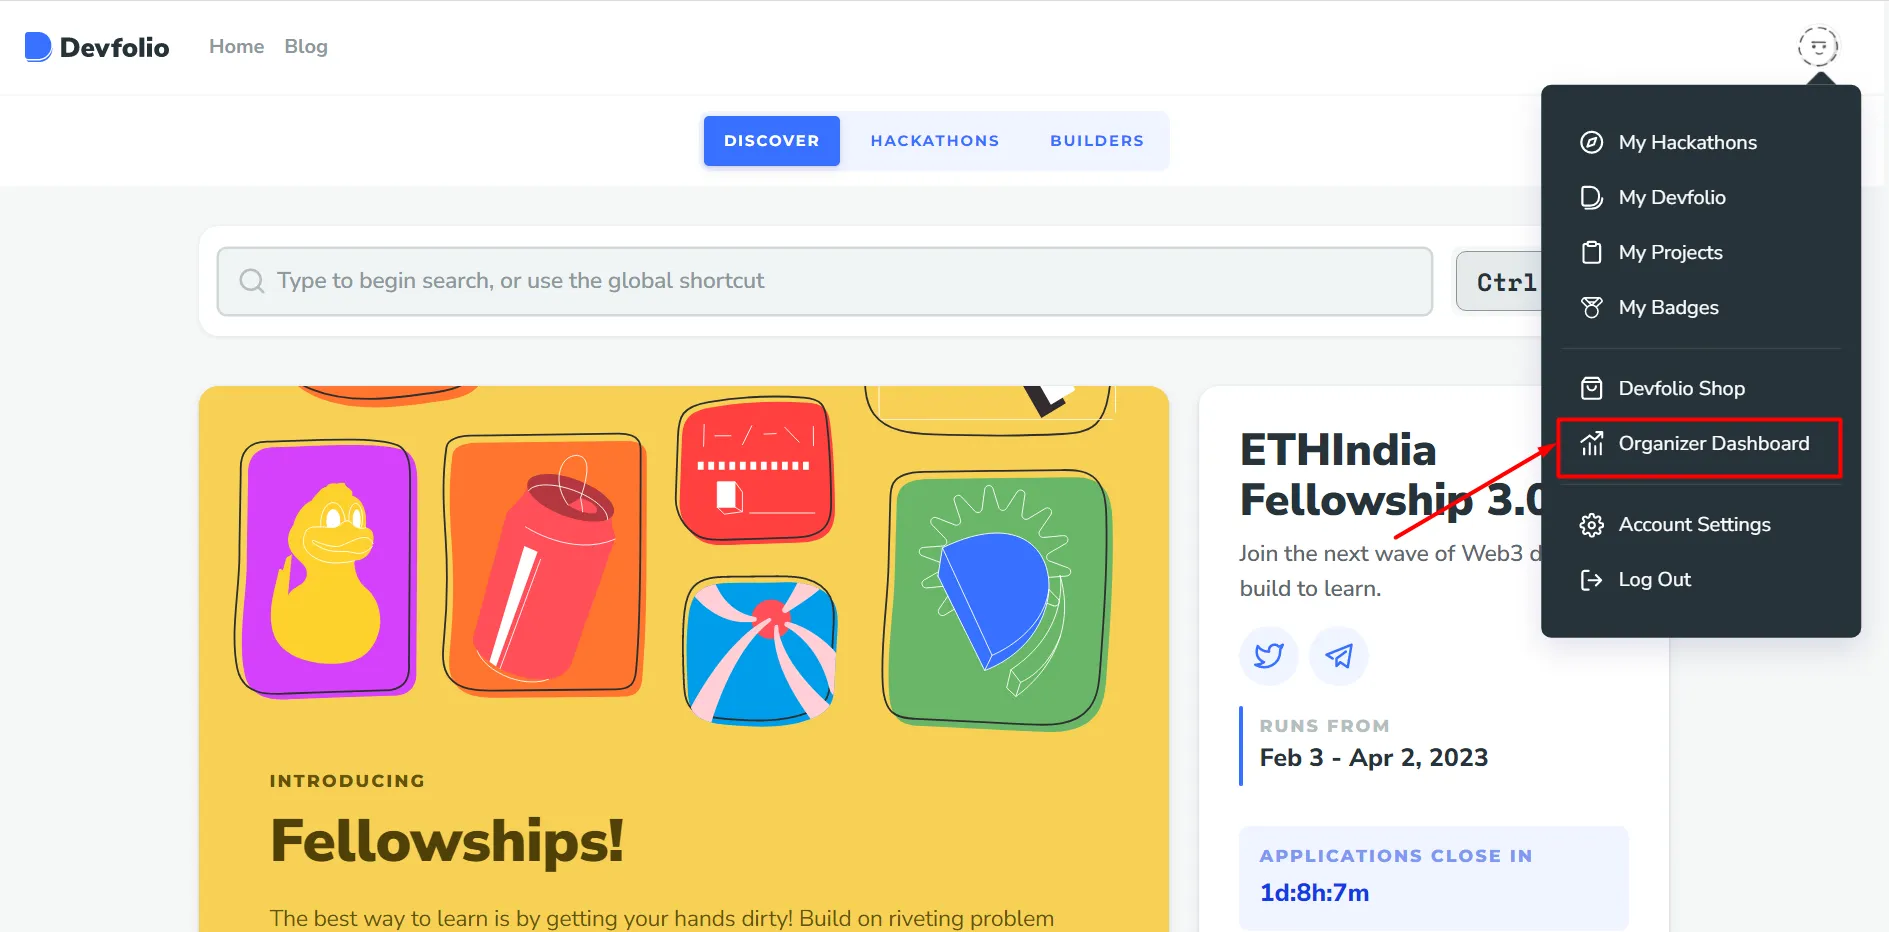 Devfolio
Home
Blog
DISCOVER
HACKATHONS
BUILDERS
Type to begin search, or use the global shortcut
Ctrl
My Hackathons
My Devfolio
My Projects
My Badges
Devfolio Shop
Organizer Dashboard
Account Settings
Log Out
INTRODUCING
Fellowships!
The best way to learn is by getting your hands dirty! Build on riveting problem
ETHIndia
Fellowship 3.0
Join the next wave of Web3 d
build to learn.
RUNS FROM
Feb 3 - Apr 2, 2023
APPLICATIONS CLOSE IN
1d:8h:7m